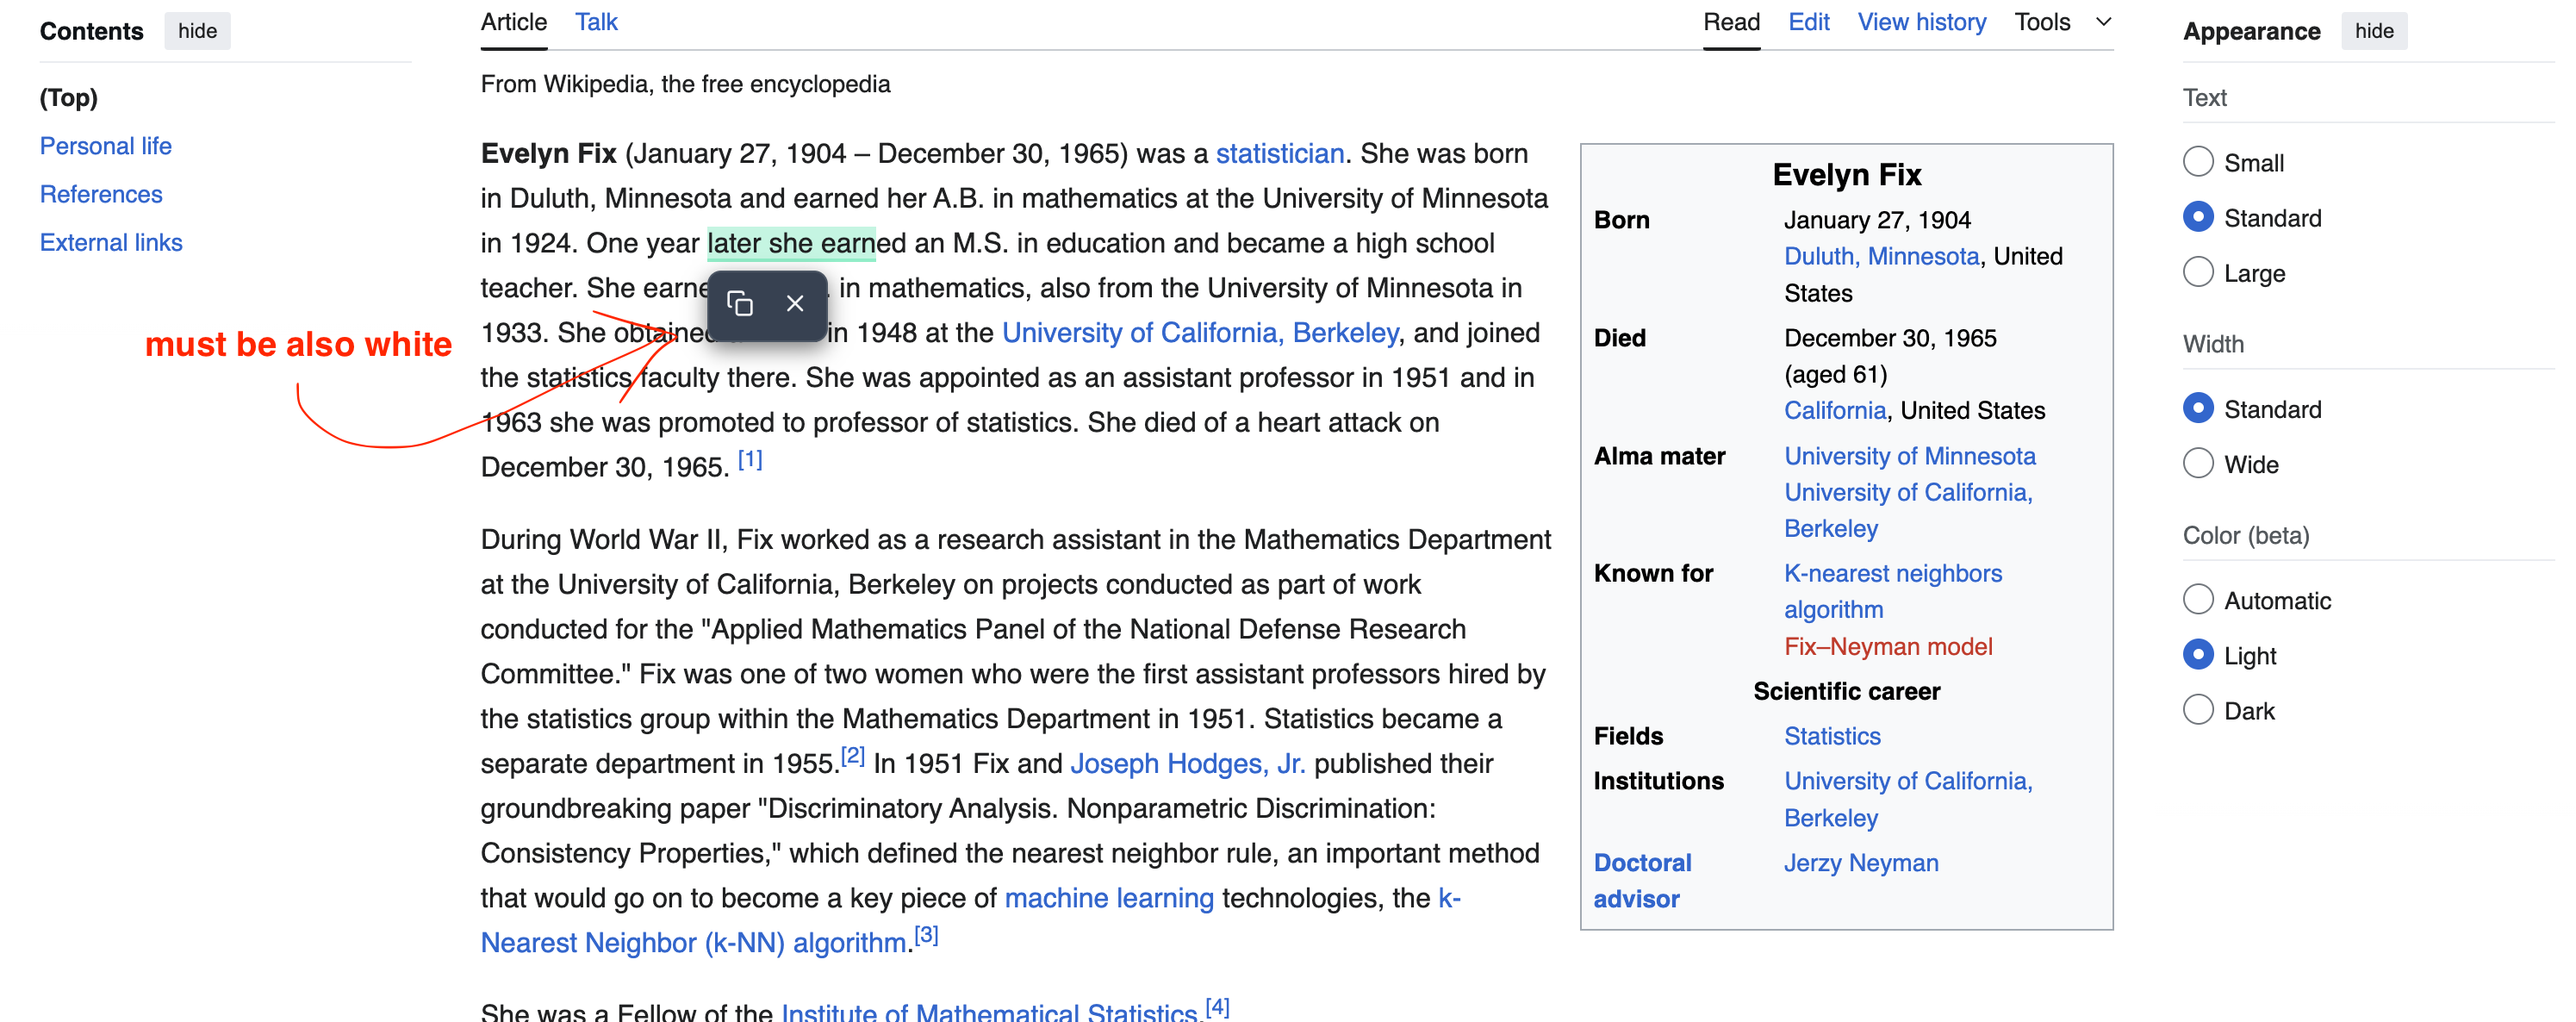 Contents hide
(Top)
Personal life
References
External links
must be also white
Article Talk
Read Edit View history Tools
From Wikipedia, the free encyclopedia
Evelyn Fix (January 27, 1904 – December 30, 1965) was a statistician. She was born
in Duluth, Minnesota and earned her A.B. in mathematics at the University of Minnesota
in 1924. One year later she earned an M.S. in education and became a high school
teacher. She earne in mathematics, also from the University of Minnesota in
1933. She obtained in 1948 at the University of California, Berkeley, and joined
the statistics faculty there. She was appointed as an assistant professor in 1951 and in
1963 she was promoted to professor of statistics. She died of a heart attack on
December 30, 1965. [1]
During World War II, Fix worked as a research assistant in the Mathematics Department
at the University of California, Berkeley on projects conducted as part of work
conducted for the "Applied Mathematics Panel of the National Defense Research
Committee." Fix was one of two women who were the first assistant professors hired by
the statistics group within the Mathematics Department in 1951. Statistics became a
separate department in 1955.[2] In 1951 Fix and Joseph Hodges, Jr. published their
groundbreaking paper "Discriminatory Analysis. Nonparametric Discrimination:
Consistency Properties," which defined the nearest neighbor rule, an important method
that would go on to become a key piece of machine learning technologies, the k-
Nearest Neighbor (k-NN) algorithm.[3]
She was a Fellow of the Institute of Mathematical Statistics.[4]
Evelyn Fix
Born January 27, 1904
Duluth, Minnesota, United
States
Died December 30, 1965
(aged 61)
California, United States
Alma mater University of Minnesota
University of California,
Berkeley
Known for K-nearest neighbors
algorithm
Fix–Neyman model
Scientific career
Fields Statistics
Institutions University of California,
Berkeley
Doctoral Jerzy Neyman
advisor
Appearance hide
Text
Small
Standard
Large
Width
Standard
Wide
Color (beta)
Automatic
Light
Dark